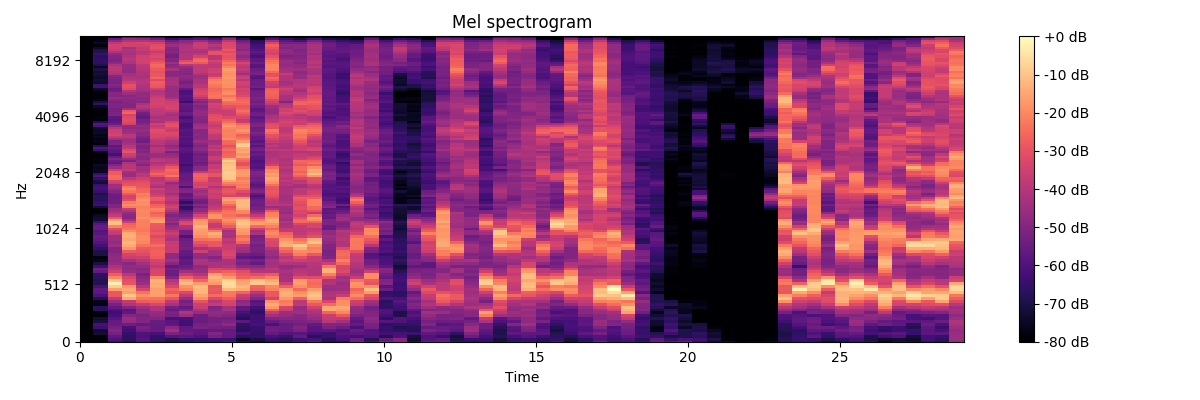 Mel spectrogram
8192
4096
2048
1024
512
0
Hz
0 5 10 15 20 25
Time
+0 dB
-10 dB
-20 dB
-30 dB
-40 dB
-50 dB
-60 dB
-70 dB
-80 dB